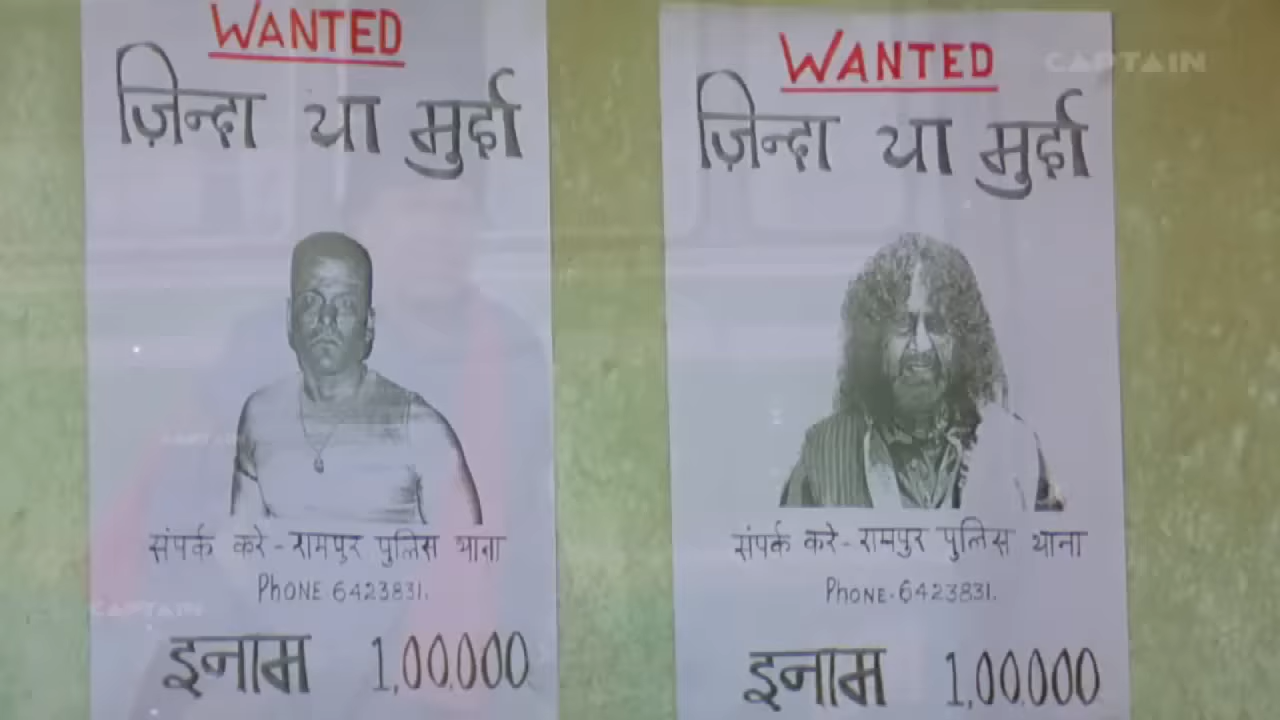 WANTED
ज़िन्दा या मुर्दा
संपर्क करे - रामपुर पुलिस थाना
PHONE-6423831.
इनाम 1,00,000
WANTED
ज़िन्दा या मुर्दा
संपर्क करे - रामपुर पुलिस थाना
PHONE-6423831.
इनाम 1,00,000
CAPTAIN
CAPTAIN